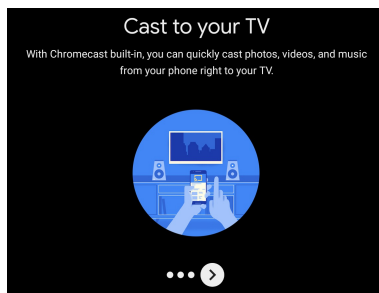 Cast to your TV
With Chromecast built-in, you can quickly cast photos, videos, and music
from your phone right to your TV.